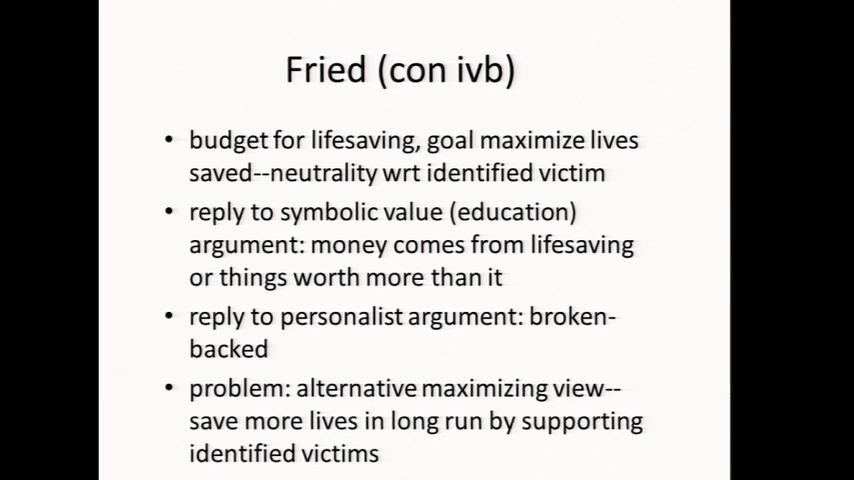 Fried (con ivb)
• budget for lifesaving, goal maximize lives
saved--neutrality wrt identified victim
• reply to symbolic value (education)
argument: money comes from lifesaving
or things worth more than it
• reply to personalist argument: broken-
backed
• problem: alternative maximizing view--
save more lives in long run by supporting
identified victims